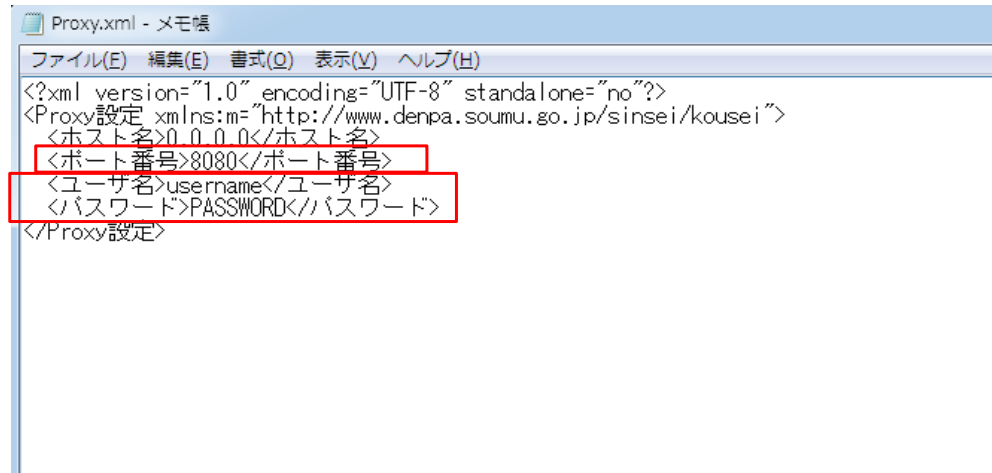 Proxy.xml - メモ帳
ファイル(F) 編集(E) 書式(O) 表示(V) ヘルプ(H)
<?xml version="1.0" encoding="UTF-8" standalone="no"?>
<Proxy設定 xmlns:m="http://www.denpa.soumu.go.jp/sinsei/kousei">
  <ホスト名>0.0.0.0</ホスト名>
  <ポート番号>8080</ポート番号>
  <ユーザ名>username</ユーザ名>
  <パスワード>PASSWORD</パスワード>
</Proxy設定>